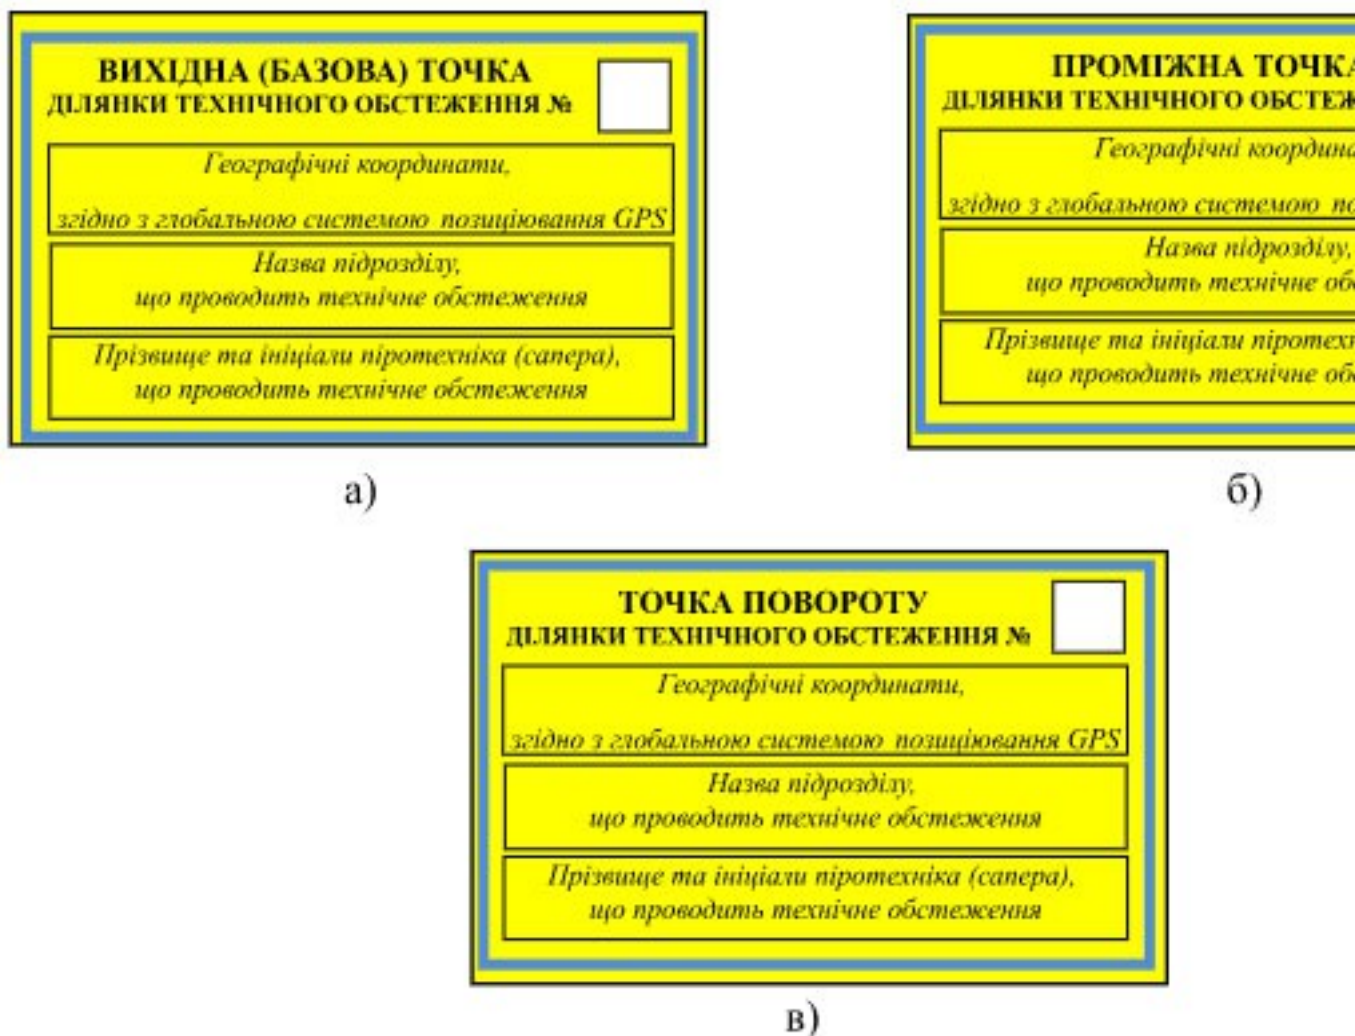 ВИХІДНА (БАЗОВА) ТОЧКА
ДІЛЯНКИ ТЕХНІЧНОГО ОБСТЕЖЕННЯ №
Географічні координати,
згідно з глобальною системою позиціювання GPS
Назва підрозділу,
що проводить технічне обстеження
Прізвище та ініціали піротехніка (сапера),
що проводить технічне обстеження
а)
ПРОМІЖНА ТОЧКА
ДІЛЯНКИ ТЕХНІЧНОГО ОБСТЕЖ
Географічні координа
згідно з глобальною системою по
Назва підрозділу,
що проводить технічне об
Прізвище та ініціали піротехн
що проводить технічне об
б)
ТОЧКА ПОВОРОТУ
ДІЛЯНКИ ТЕХНІЧНОГО ОБСТЕЖЕННЯ №
Географічні координати,
згідно з глобальною системою позиціювання GPS
Назва підрозділу,
що проводить технічне обстеження
Прізвище та ініціали піротехніка (сапера),
що проводить технічне обстеження
в)